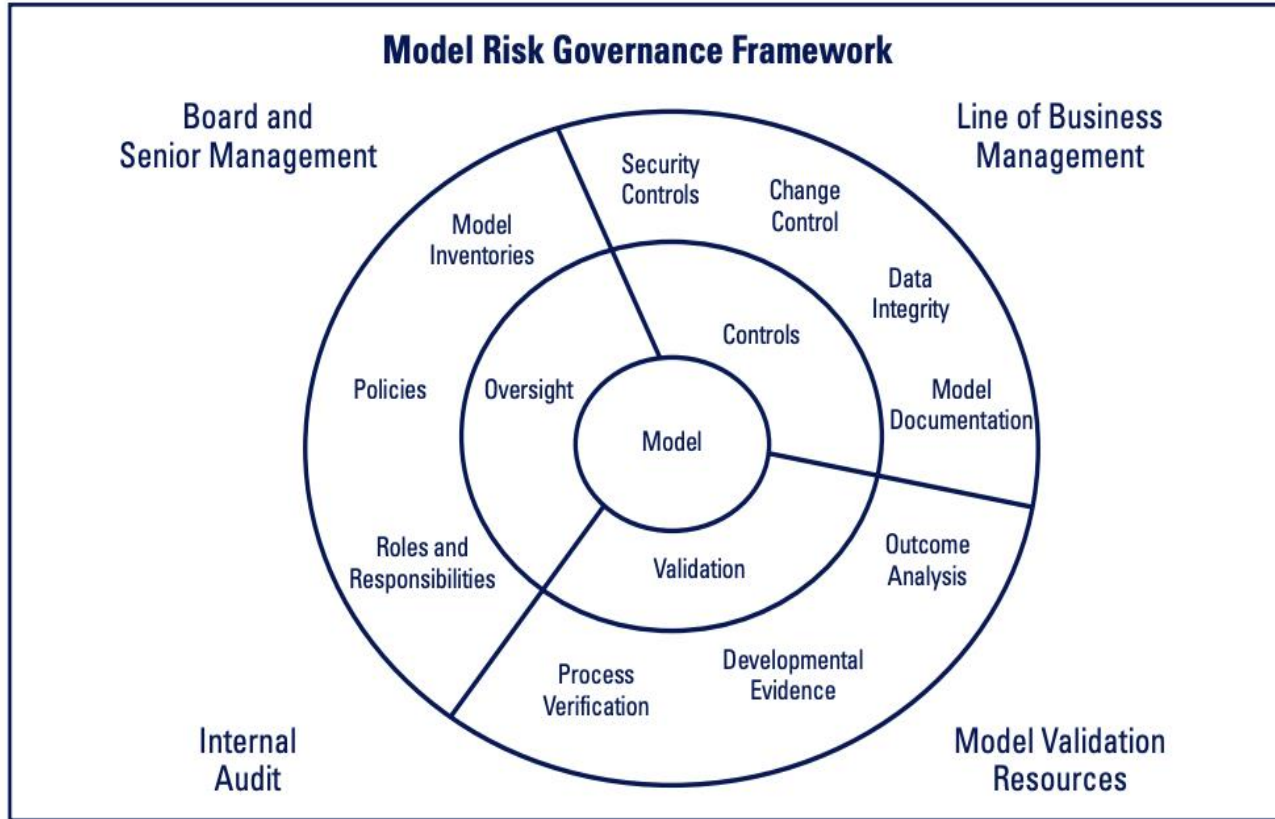 Model Risk Governance Framework
Board and
Senior Management
Line of Business
Management
Security
Controls
Change
Control
Model
Inventories
Data
Integrity
Controls
Policies
Oversight
Model
Documentation
Model
Roles and
Responsibilities
Validation
Outcome
Analysis
Process
Verification
Developmental
Evidence
Internal
Audit
Model Validation
Resources